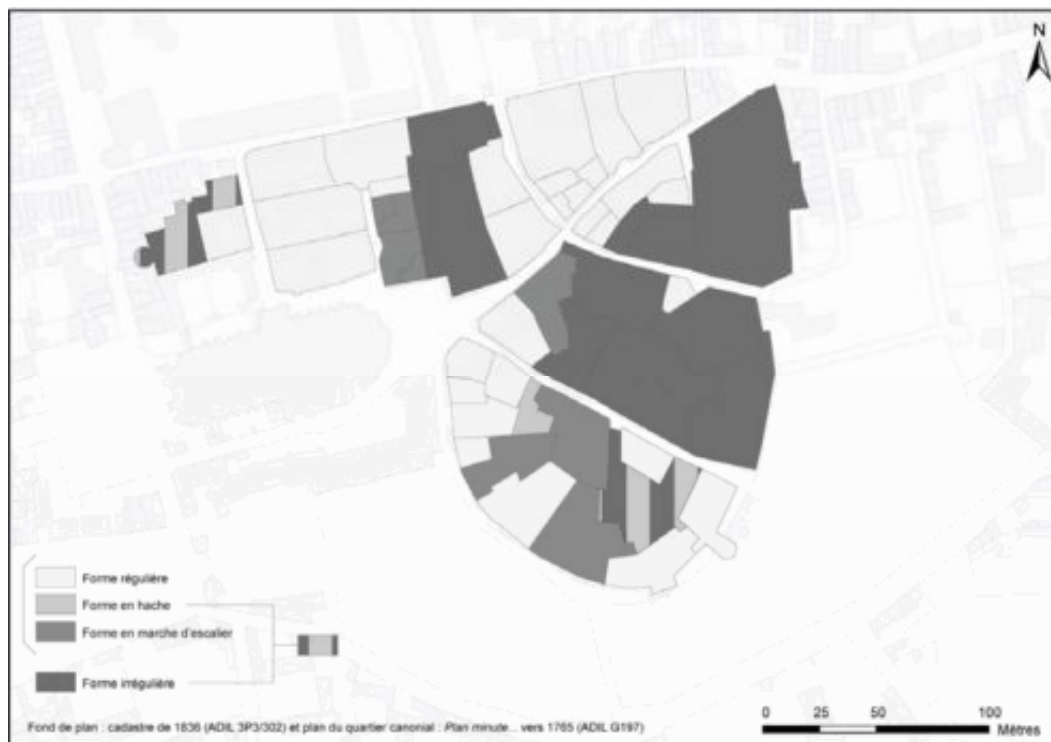 N
Forme régulière
Forme en hache
Forme en marche d'escalier
Forme irrégulière
Fond de plan : cadastre de 1836 (ADIL 3P3/302) et plan du quartier canonial : Plan minute... vers 1765 (ADIL G197)
0 25 50 100
Mètres